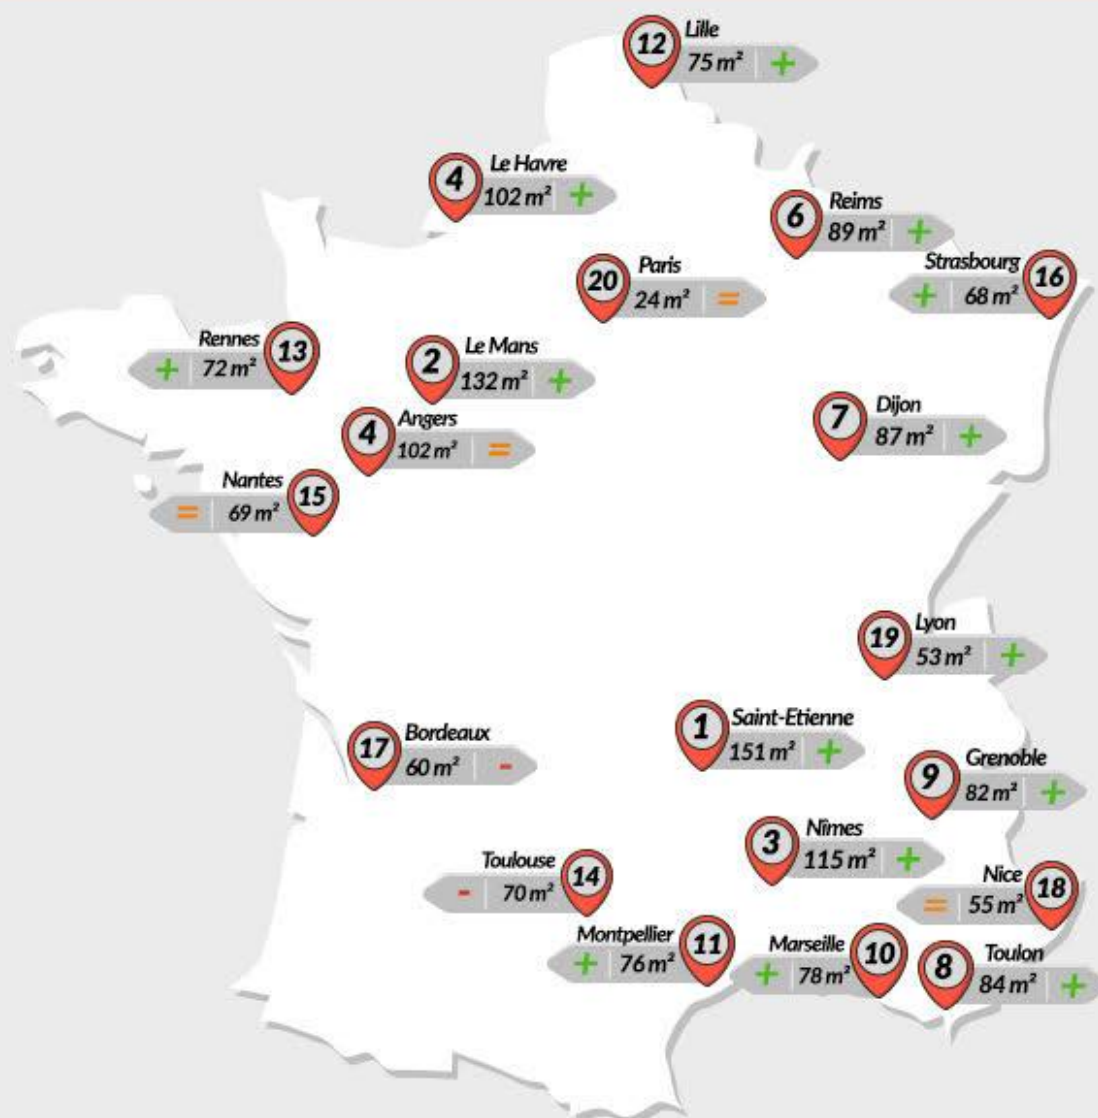 12
Lille
75 m² +
4
Le Havre
102 m² +
6
Reims
89 m² +
Strasbourg
+ 68 m²
16
20
Paris
24 m² =
Rennes
+ 72 m²
13
2
Le Mans
132 m² +
4
Angers
102 m² =
7
Dijon
87 m² +
Nantes
= 69 m²
15
19
Lyon
53 m² +
1
Saint-Etienne
151 m² +
17
Bordeaux
60 m² -
9
Grenoble
82 m² +
3
Nîmes
115 m² +
Toulouse
- 70 m²
14
Nice
= 55 m²
18
Montpellier
+ 76 m²
11
Marseille
+ 78 m²
10
8
Toulon
84 m² +